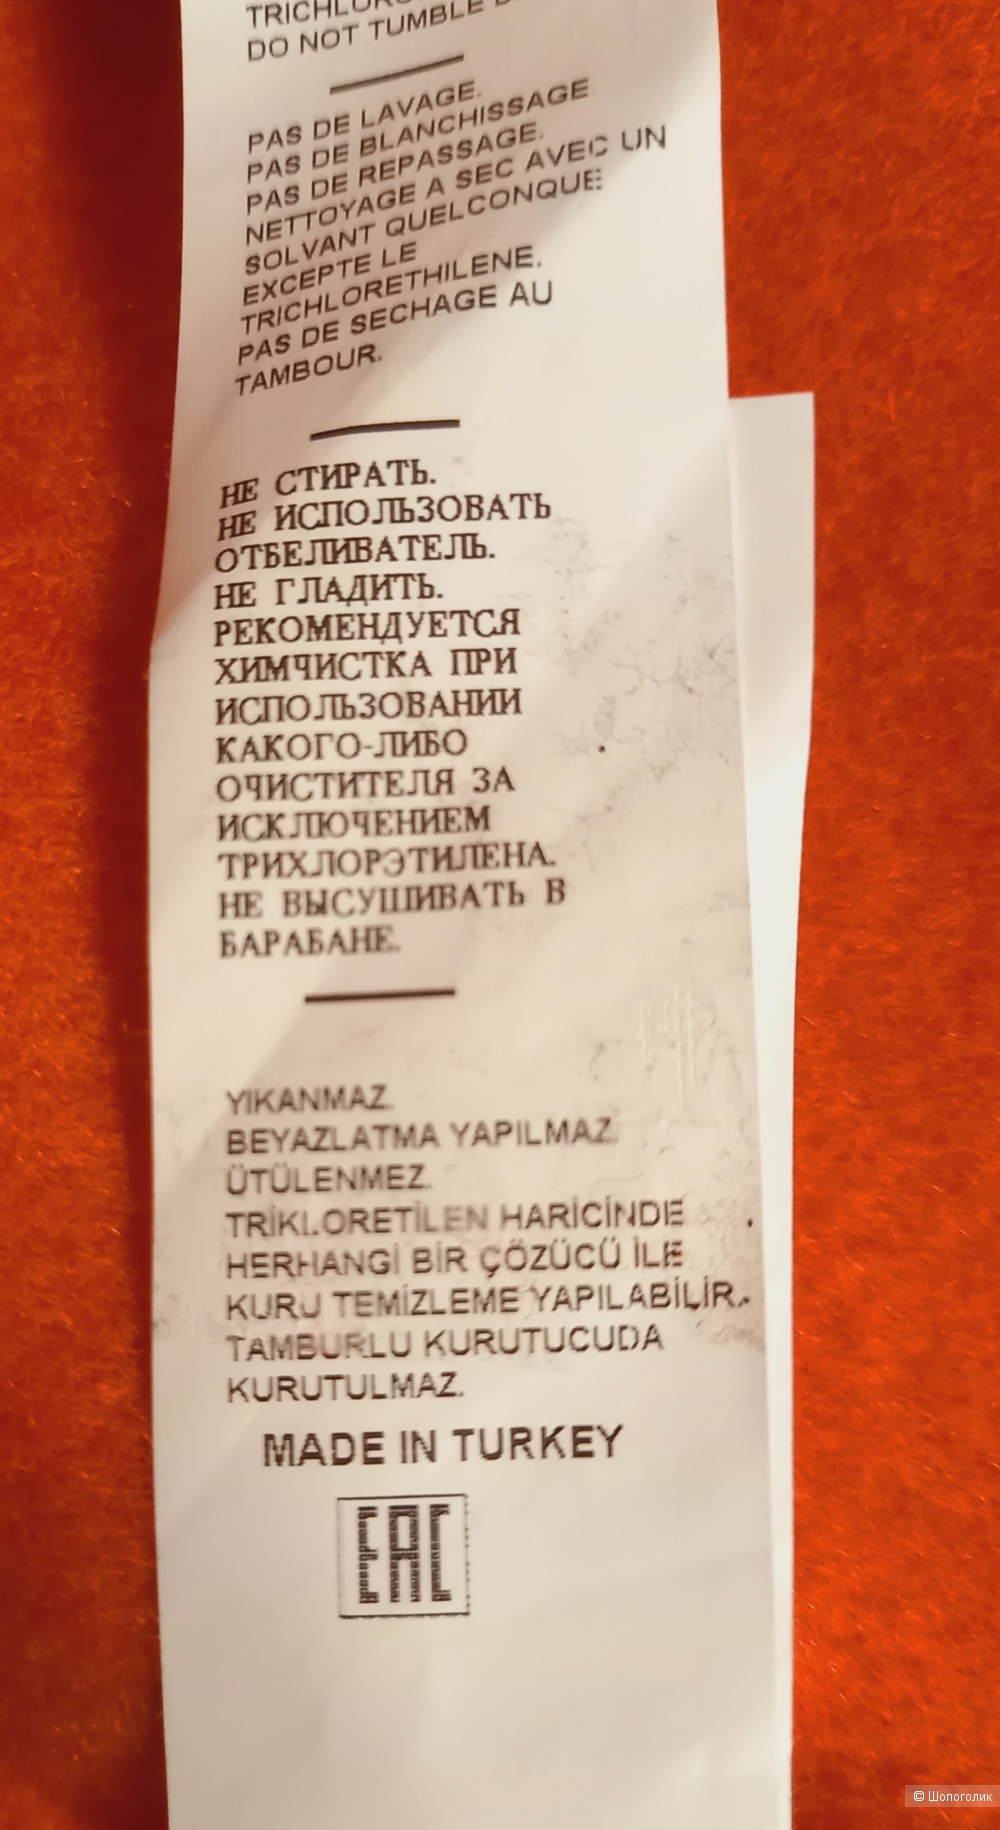 DO NOT TUMBLE
PAS DE LAVAGE.
PAS DE BLANCHISSAGE
PAS DE REPASSAGE.
NETTOYAGE A SEC AVEC UN
SOLVANT QUELCONQUE
EXCEPTE LE
TRICHLORETHILENE.
PAS DE SECHAGE AU
TAMBOUR.
НЕ СТИРАТЬ.
НЕ ИСПОЛЬЗОВАТЬ
ОТБЕЛИВАТЕЛЬ.
НЕ ГЛАДИТЬ.
РЕКОМЕНДУЕТСЯ
ХИМЧИСТКА ПРИ
ИСПОЛЬЗОВАНИИ
КАКОГО-ЛИБО
ОЧИСТИТЕЛЯ ЗА
ИСКЛЮЧЕНИЕМ
ТРИХЛОРЭТИЛЕНА.
НЕ ВЫСУШИВАТЬ В
БАРАБАНЕ.
YIKANMAZ.
BEYAZLATMA YAPILMAZ.
ÜTÜLENMEZ.
TRİKLORETİLEN HARİCİNDE
HERHANGİ BİR ÇÖZÜCÜ İLE
KURU TEMİZLEME YAPILABİLİR.
TAMBURLU KURUTUCUDA
KURUTULMAZ.
MADE IN TURKEY
EAC
© Шопоголик